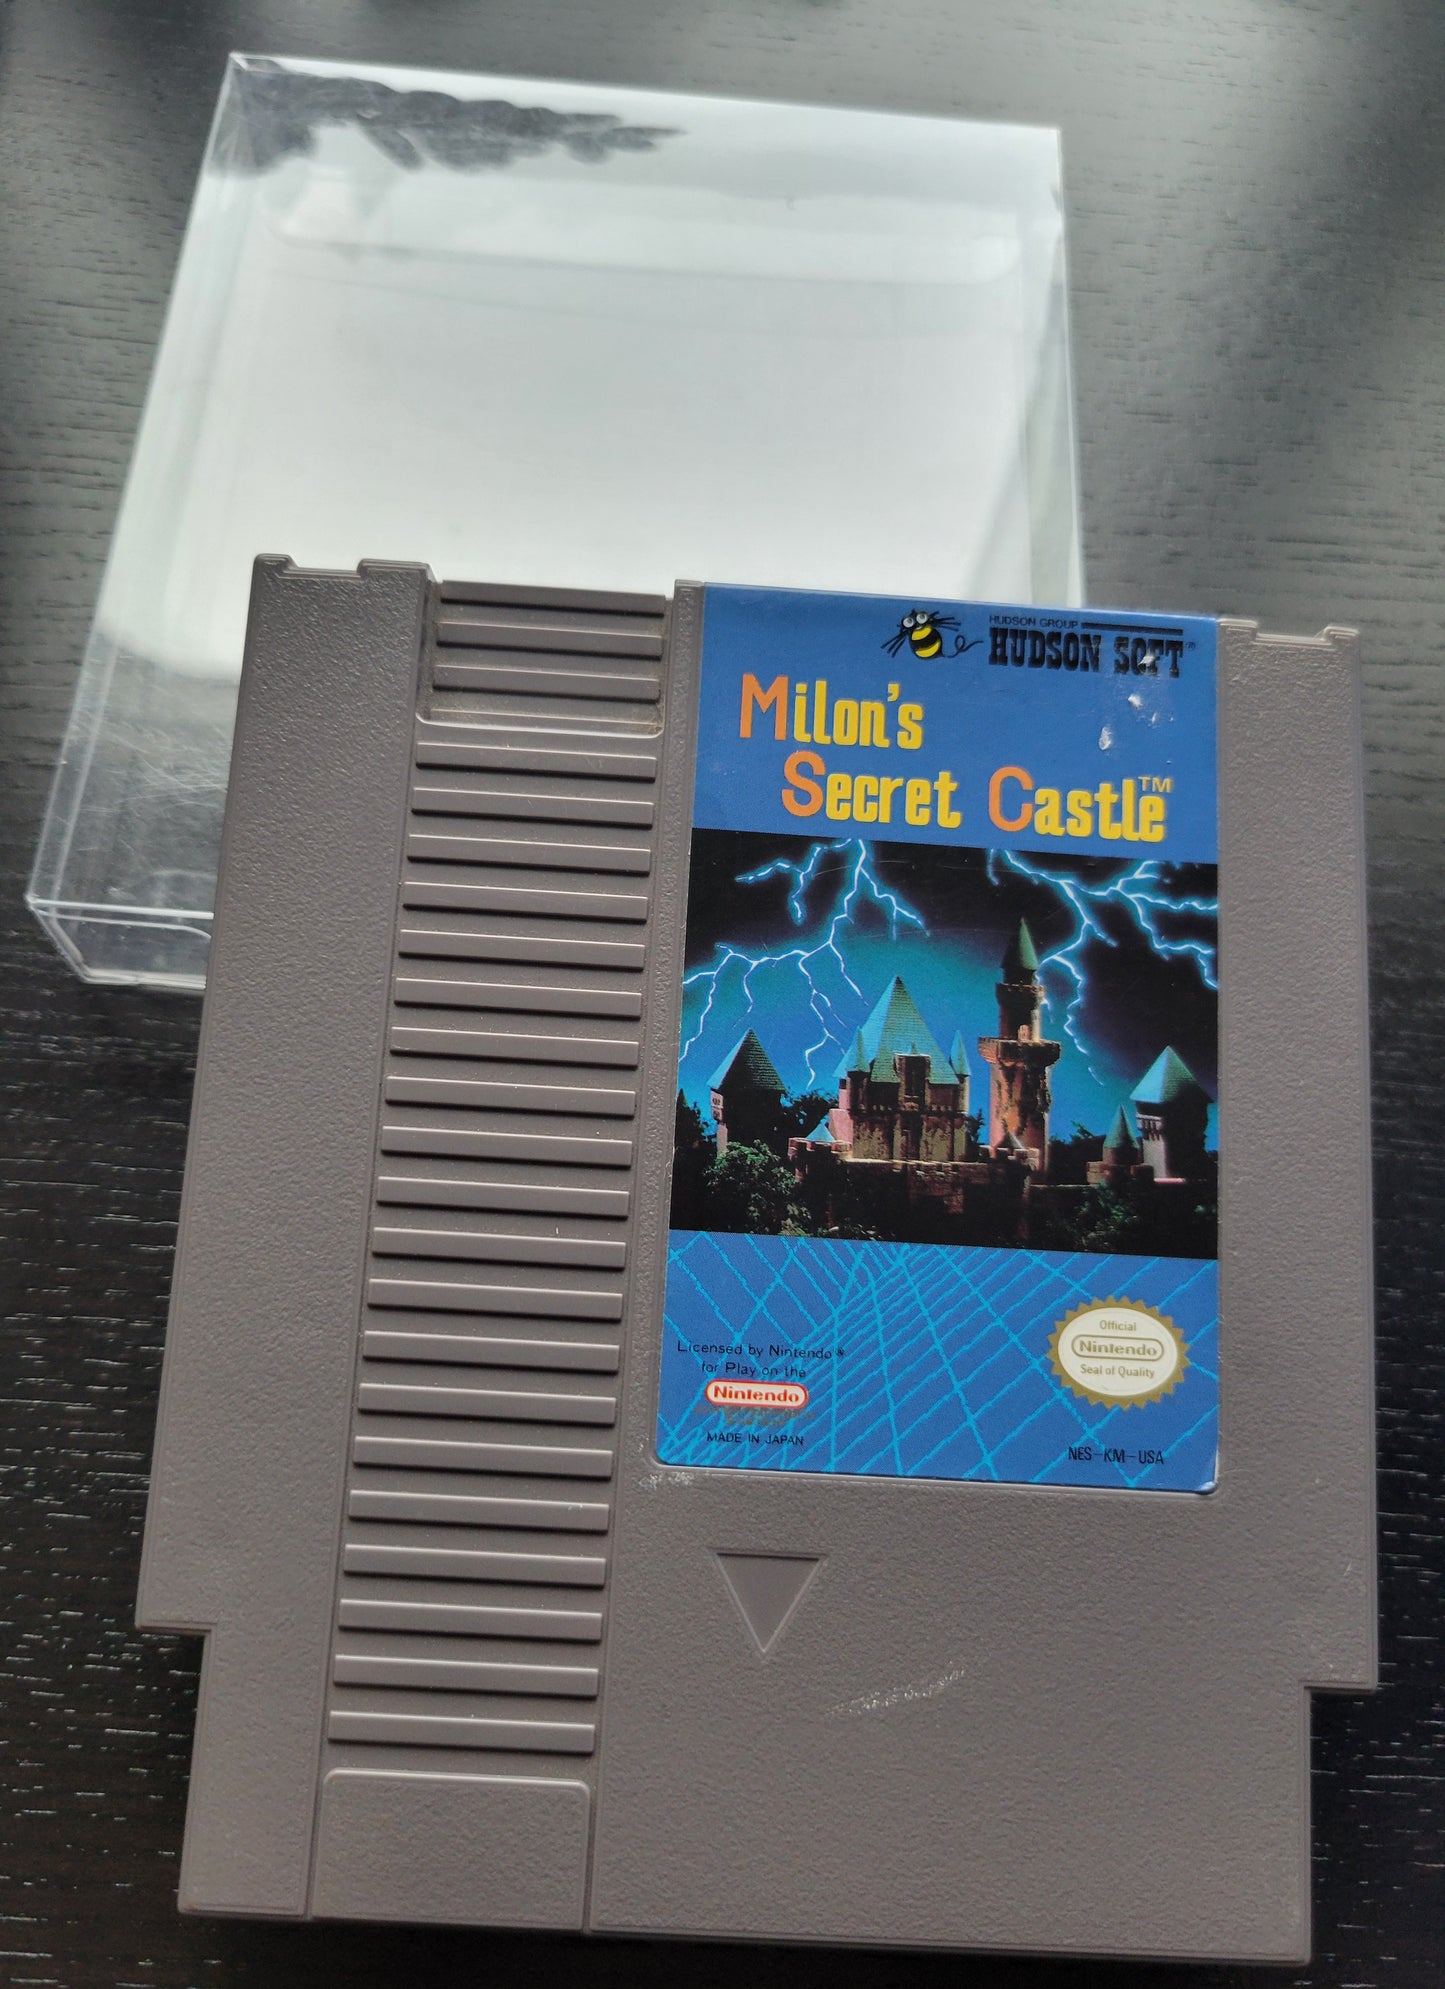 HUDSON GROUP
HUDSON SOFT®
Milon's
Secret Castle™
Licensed by Nintendo®
for Play on the
Nintendo
MADE IN JAPAN
Official
Nintendo
Seal of Quality
NES-KM-USA